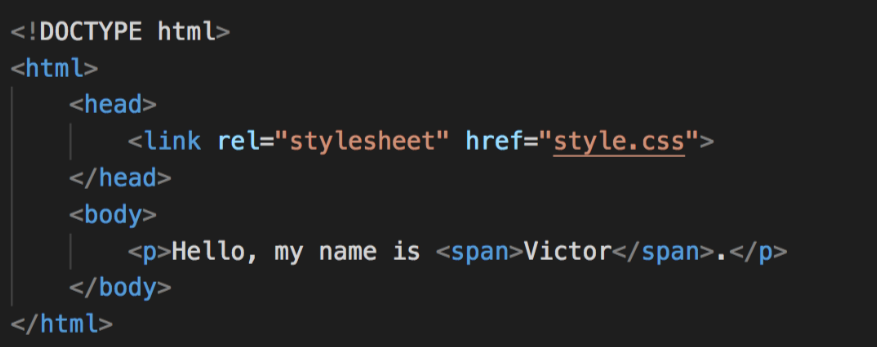 <!DOCTYPE html>
<html>
    <head>
        <link rel="stylesheet" href="style.css">
    </head>
    <body>
        <p>Hello, my name is <span>Victor</span>.</p>
    </body>
</html>